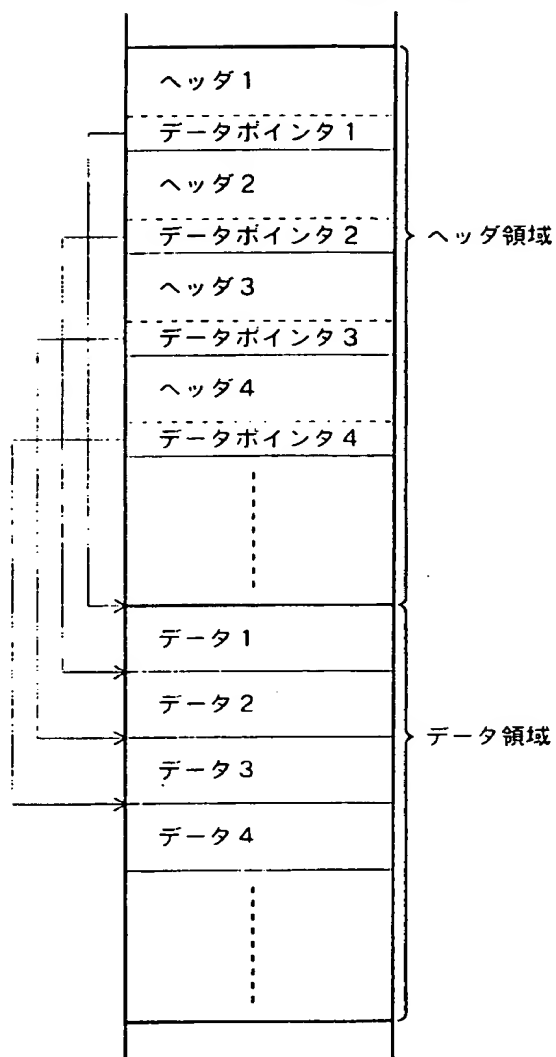 ヘッダ1
データポインタ1
ヘッダ2
データポインタ2
ヘッダ領域
ヘッダ3
データポインタ3
ヘッダ4
データポインタ4
データ1
データ2
データ領域
データ3
データ4